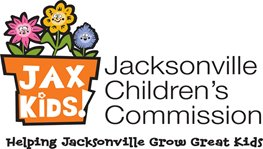 JAX
KiDS!
Jacksonville
Children's
Commission
Helping Jacksonville Grow Great Kids